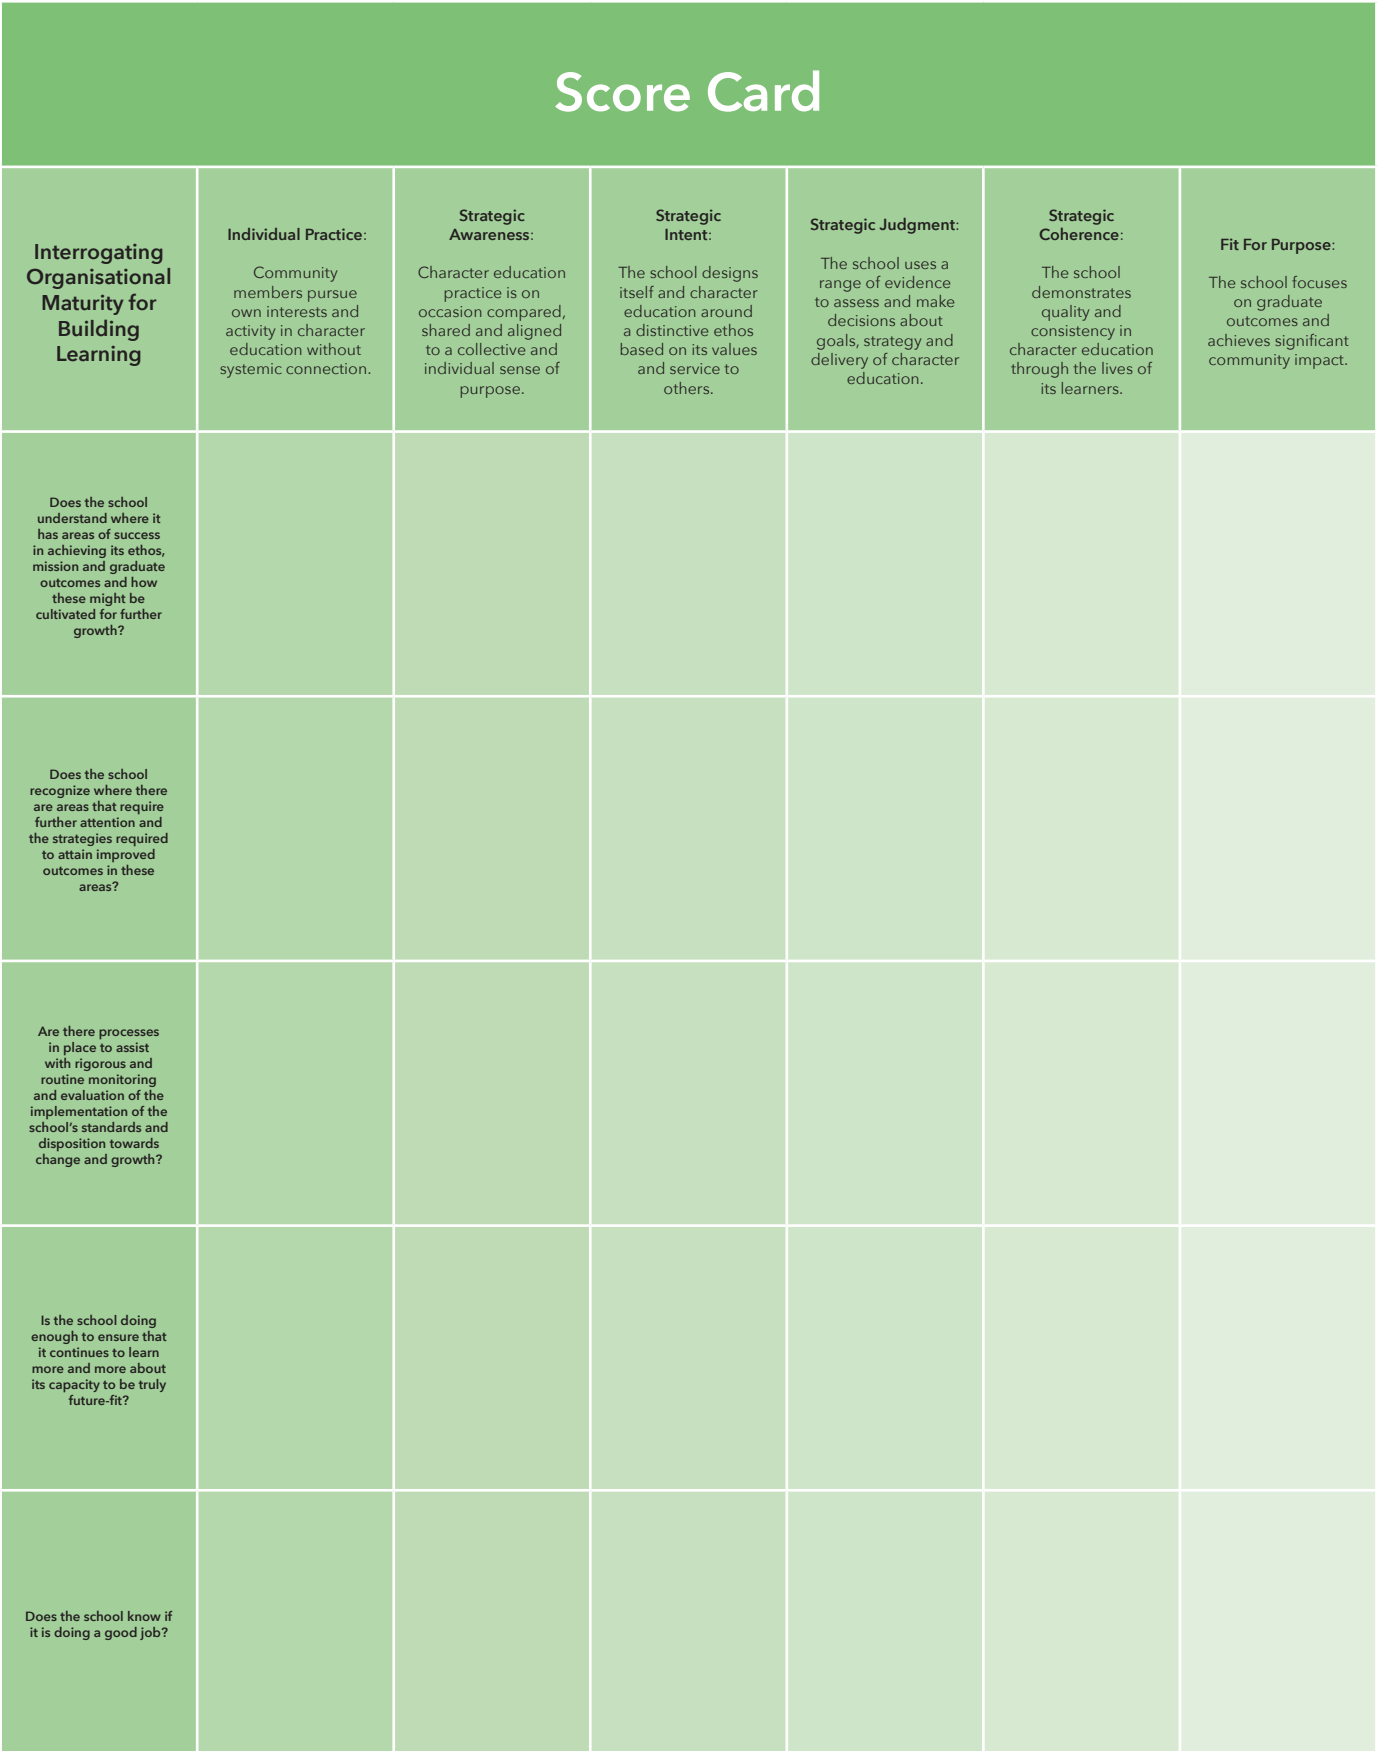 Score Card
Interrogating
Organisational
Maturity for
Building
Learning
Individual Practice:
Community
members pursue
own interests and
activity in character
education without
systemic connection.
Strategic
Awareness:
Character education
practice is on
occasion compared,
shared and aligned
to a collective and
individual sense of
purpose.
Strategic
Intent:
The school designs
itself and character
education around
a distinctive ethos
based on its values
and service to
others.
Strategic Judgment:
The school uses a
range of evidence
to assess and make
decisions about
goals, strategy and
delivery of character
education.
Strategic
Coherence:
The school
demonstrates
quality and
consistency in
character education
through the lives of
its learners.
Fit For Purpose:
The school focuses
on graduate
outcomes and
achieves significant
community impact.
Does the school
understand where it
has areas of success
in achieving its ethos,
mission and graduate
outcomes and how
these might be
cultivated for further
growth?
Does the school
recognize where there
are areas that require
further attention and
the strategies required
to attain improved
outcomes in these
areas?
Are there processes
in place to assist
with rigorous and
routine monitoring
and evaluation of the
implementation of the
school's standards and
disposition towards
change and growth?
Is the school doing
enough to ensure that
it continues to learn
more and more about
its capacity to be truly
future-fit?
Does the school know if
it is doing a good job?